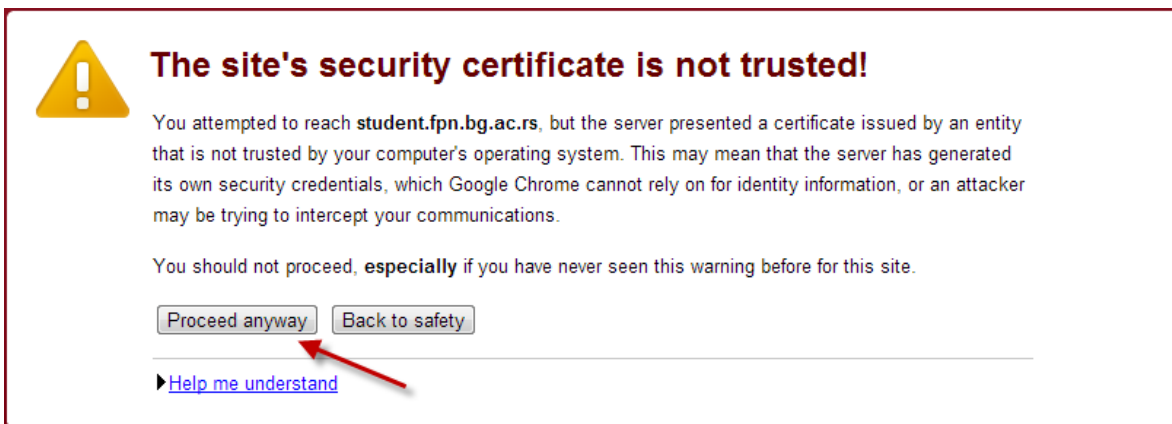 The site's security certificate is not trusted!
You attempted to reach student.fpn.bg.ac.rs, but the server presented a certificate issued by an entity
that is not trusted by your computer's operating system. This may mean that the server has generated
its own security credentials, which Google Chrome cannot rely on for identity information, or an attacker
may be trying to intercept your communications.
You should not proceed, especially if you have never seen this warning before for this site.
Proceed anyway Back to safety
Help me understand